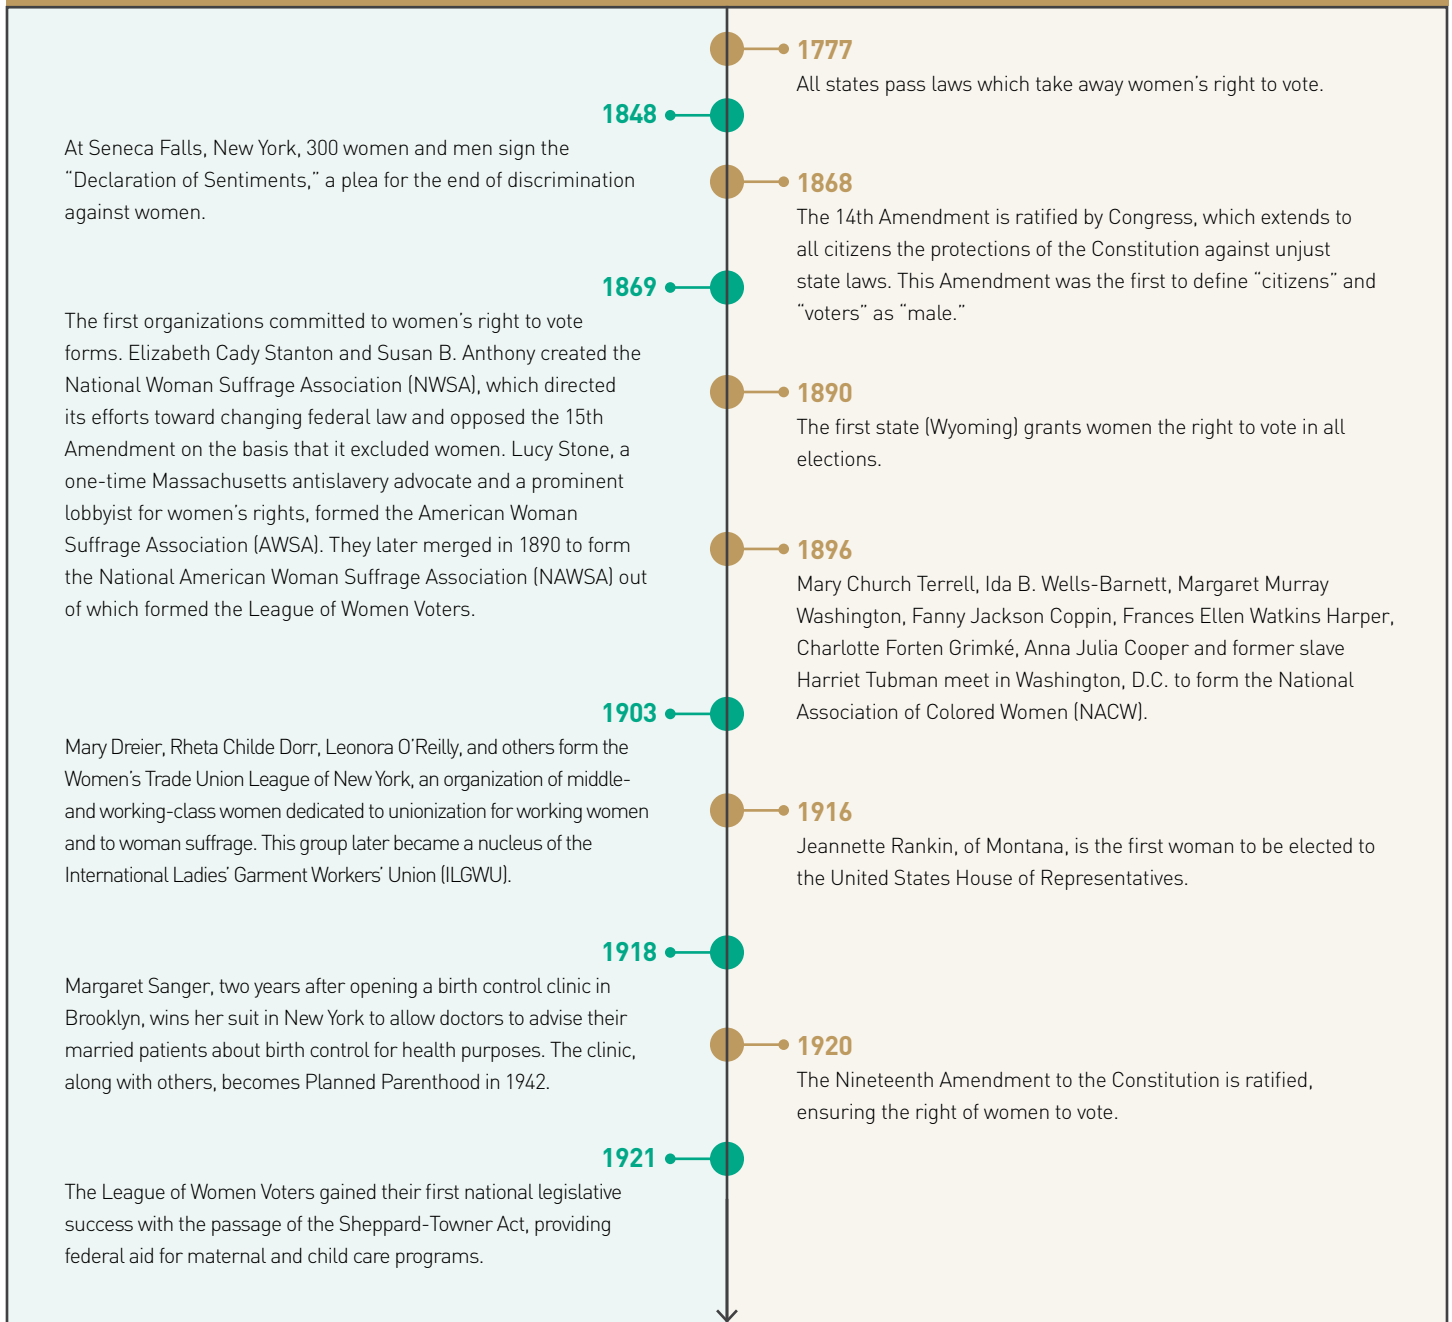 1777
All states pass laws which take away women’s right to vote.
1848
At Seneca Falls, New York, 300 women and men sign the
“Declaration of Sentiments,” a plea for the end of discrimination
against women.
1868
The 14th Amendment is ratified by Congress, which extends to
all citizens the protections of the Constitution against unjust
state laws. This Amendment was the first to define “citizens” and
“voters” as “male.”
1869
The first organizations committed to women’s right to vote
forms. Elizabeth Cady Stanton and Susan B. Anthony created the
National Woman Suffrage Association (NWSA), which directed
its efforts toward changing federal law and opposed the 15th
Amendment on the basis that it excluded women. Lucy Stone, a
one-time Massachusetts antislavery advocate and a prominent
lobbyist for women’s rights, formed the American Woman
Suffrage Association (AWSA). They later merged in 1890 to form
the National American Woman Suffrage Association (NAWSA) out
of which formed the League of Women Voters.
1890
The first state (Wyoming) grants women the right to vote in all
elections.
1896
Mary Church Terrell, Ida B. Wells-Barnett, Margaret Murray
Washington, Fanny Jackson Coppin, Frances Ellen Watkins Harper,
Charlotte Forten Grimké, Anna Julia Cooper and former slave
Harriet Tubman meet in Washington, D.C. to form the National
Association of Colored Women (NACW).
1903
Mary Dreier, Rheta Childe Dorr, Leonora O’Reilly, and others form the
Women’s Trade Union League of New York, an organization of middle-
and working-class women dedicated to unionization for working women
and to woman suffrage. This group later became a nucleus of the
International Ladies’ Garment Workers’ Union (ILGWU).
1916
Jeannette Rankin, of Montana, is the first woman to be elected to
the United States House of Representatives.
1918
Margaret Sanger, two years after opening a birth control clinic in
Brooklyn, wins her suit in New York to allow doctors to advise their
married patients about birth control for health purposes. The clinic,
along with others, becomes Planned Parenthood in 1942.
1920
The Nineteenth Amendment to the Constitution is ratified,
ensuring the right of women to vote.
1921
The League of Women Voters gained their first national legislative
success with the passage of the Sheppard-Towner Act, providing
federal aid for maternal and child care programs.